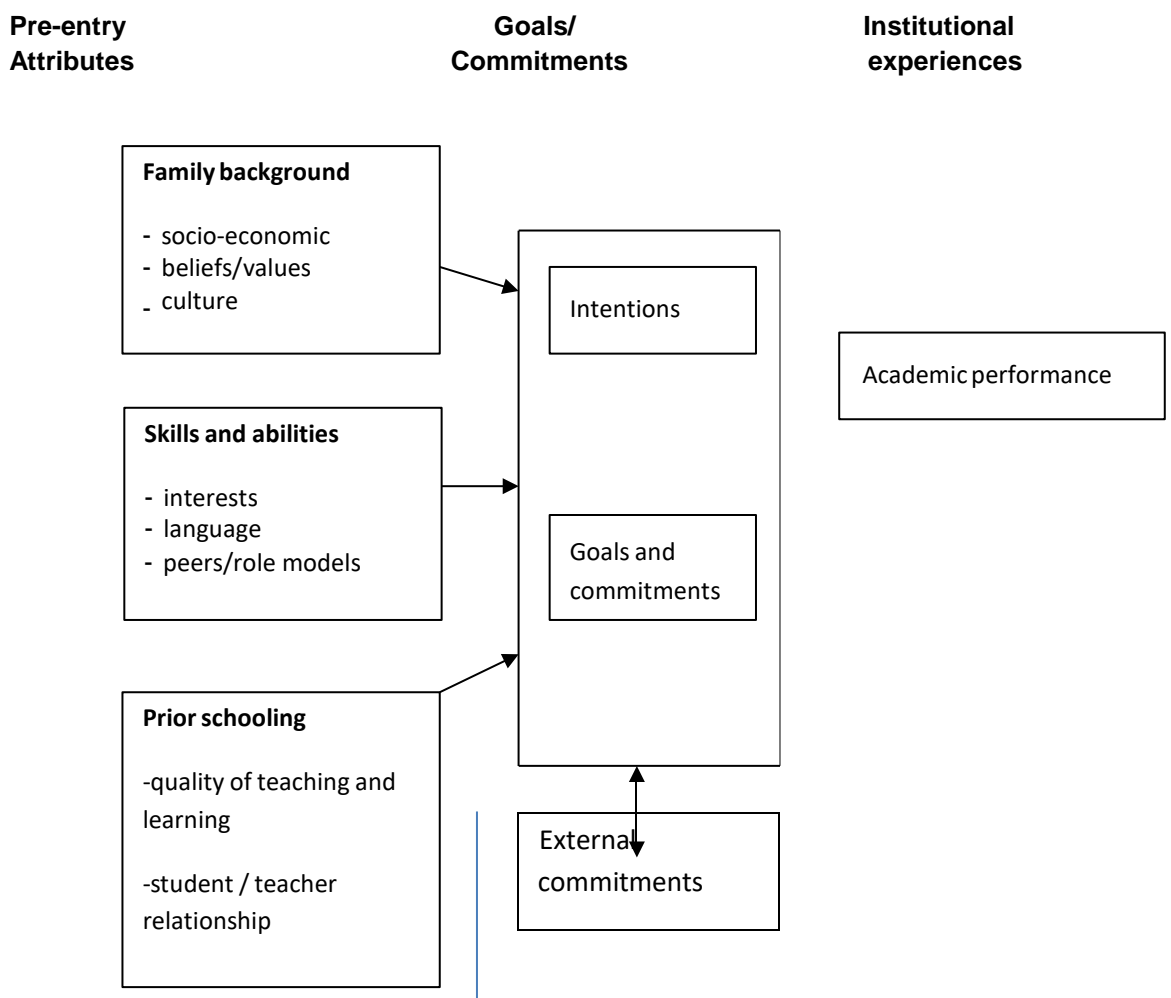 Pre-entry
Attributes
Goals/
Commitments
Institutional
experiences
Family background
- socio-economic
- beliefs/values
- culture
Skills and abilities
- interests
- language
- peers/role models
Prior schooling
-quality of teaching and
learning
-student / teacher
relationship
Intentions
Goals and
commitments
External
commitments
Academic performance